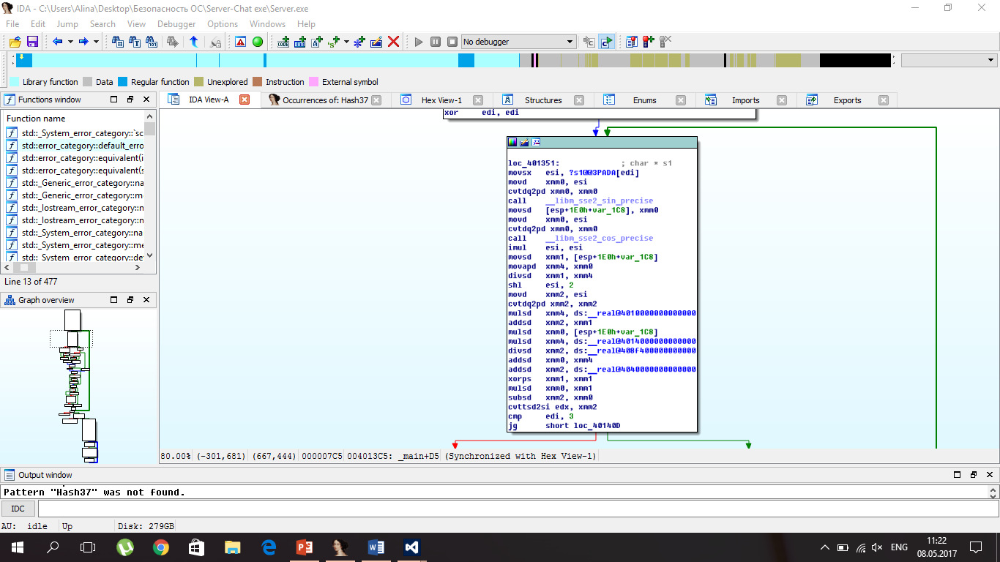 IDA - C:\Users\Alina\Desktop\Безопасность ОС\Server-Chat exe\Server.exe
File Edit Jump Search View Debugger Options Windows Help
No debugger
Library function Data Regular function Unexplored Instruction External symbol
Functions window
IDA View-A
Occurrences of: Hash37
Hex View-1
Structures
Enums
Imports
Exports
Function name
std::_System_error_category::`sc
std::error_category::default_erro
std::error_category::equivalent(i
std::error_category::equivalent(s
std::_Generic_error_category::na
std::_Generic_error_category::m
std::_Iostream_error_category::n
std::_Iostream_error_category::n
std::_System_error_category::na
std::_System_error_category::me
std::_System_error_category::de
Line 13 of 477
Graph overview
xor edi, edi
loc_401351: ; char * s1
movsx esi, ?s1@@3PADA[edi]
movd xmm0, esi
cvtdq2pd xmm0, xmm0
call __libm_sse2_sin_precise
movsd [esp+1E0h+var_1C8], xmm0
movd xmm0, esi
cvtdq2pd xmm0, xmm0
call __libm_sse2_cos_precise
imul esi, esi
movsd xmm1, [esp+1E0h+var_1C8]
movapd xmm4, xmm0
divsd xmm1, xmm4
shl esi, 2
movd xmm2, esi
cvtdq2pd xmm2, xmm2
mulsd xmm4, ds:__real@4010000000000000
addsd xmm2, xmm1
mulsd xmm0, [esp+1E0h+var_1C8]
mulsd xmm4, ds:__real@4014000000000000
divsd xmm2, ds:__real@408f400000000000
addsd xmm0, xmm4
addsd xmm2, ds:__real@4040000000000000
xorps xmm1, xmm1
mulsd xmm0, xmm1
subsd xmm2, xmm0
cvttsd2si edx, xmm2
cmp edi, 3
jg short loc_40140D
80.00% (-301,681) (667,444) 000007C5 004013C5: _main+D5 (Synchronized with Hex View-1)
Output window
Pattern "Hash37" was not found.
IDC
AU: idle Up Disk: 279GB
ENG
11:22
08.05.2017